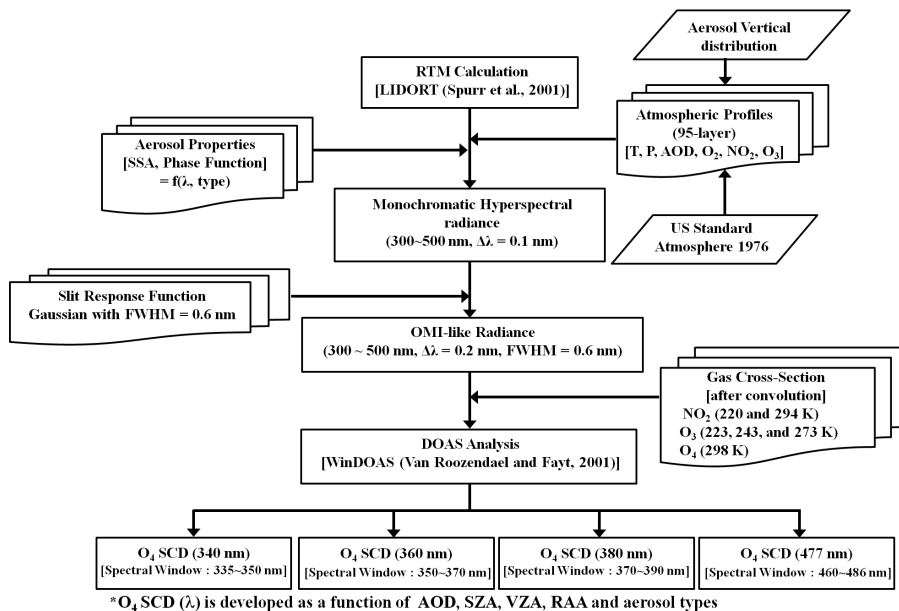 Aerosol Vertical
distribution
RTM Calculation
[LIDORT (Spurr et al., 2001)]
Atmospheric Profiles
(95-layer)
[T, P, AOD, O₂, NO₂, O₃]
Aerosol Properties
[SSA, Phase Function]
= f(λ, type)
Monochromatic Hyperspectral
radiance
(300~500 nm, Δλ = 0.1 nm)
US Standard
Atmosphere 1976
Slit Response Function
Gaussian with FWHM = 0.6 nm
OMI-like Radiance
(300 ~ 500 nm, Δλ = 0.2 nm, FWHM = 0.6 nm)
Gas Cross-Section
[after convolution]
NO₂ (220 and 294 K)
O₃ (223, 243, and 273 K)
O₄ (298 K)
DOAS Analysis
[WinDOAS (Van Roozendael and Fayt, 2001)]
O₄ SCD (340 nm)
[Spectral Window : 335~350 nm]
O₄ SCD (360 nm)
[Spectral Window : 350~370 nm]
O₄ SCD (380 nm)
[Spectral Window : 370~390 nm]
O₄ SCD (477 nm)
[Spectral Window : 460~486 nm]
*O₄ SCD (λ) is developed as a function of AOD, SZA, VZA, RAA and aerosol types